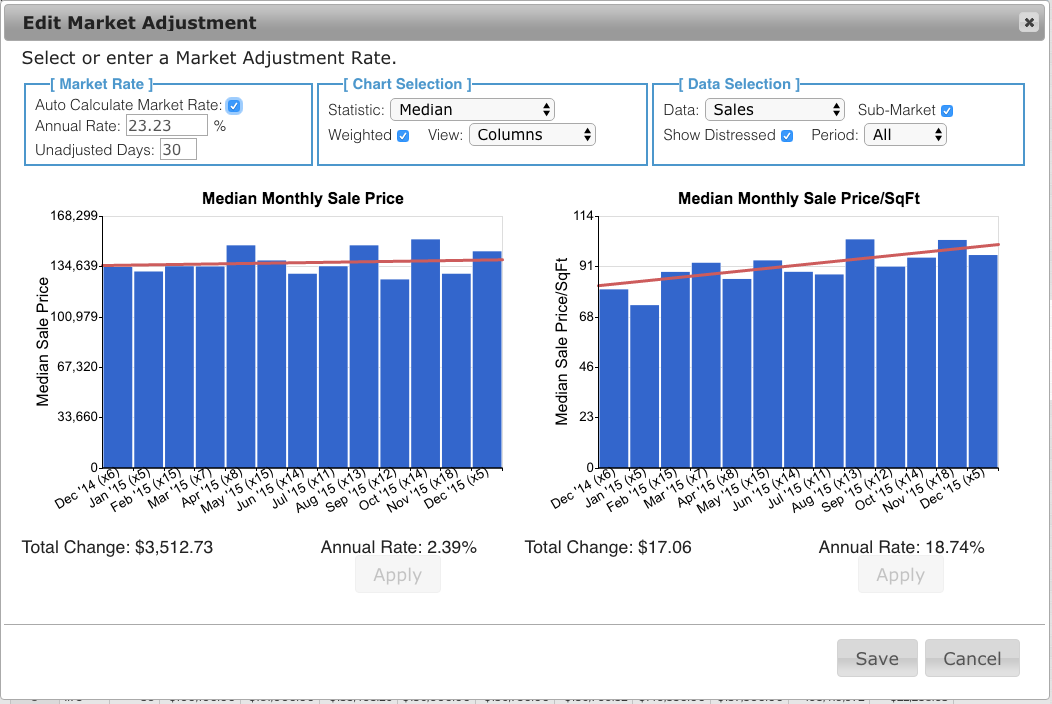 Edit Market Adjustment
Select or enter a Market Adjustment Rate.
[ Market Rate ]
Auto Calculate Market Rate:
Annual Rate: 23.23 %
Unadjusted Days: 30
[ Chart Selection ]
Statistic: Median
Weighted View: Columns
[ Data Selection ]
Data: Sales Sub-Market
Show Distressed Period: All
Median Monthly Sale Price
168,299
134,639
100,979
67,320
33,660
0
Median Sale Price
Dec '14 (x6)
Jan '15 (x5)
Feb '15 (x15)
Mar '15 (x7)
Apr '15 (x8)
May '15 (x15)
Jun '15 (x14)
Jul '15 (x11)
Aug '15 (x13)
Sep '15 (x12)
Oct '15 (x14)
Nov '15 (x18)
Dec '15 (x5)
Total Change: $3,512.73
Annual Rate: 2.39%
Apply
Median Monthly Sale Price/SqFt
114
91
68
46
23
0
Median Sale Price/SqFt
Dec '14 (x6)
Jan '15 (x5)
Feb '15 (x15)
Mar '15 (x7)
Apr '15 (x8)
May '15 (x15)
Jun '15 (x14)
Jul '15 (x11)
Aug '15 (x13)
Sep '15 (x12)
Oct '15 (x14)
Nov '15 (x18)
Dec '15 (x5)
Total Change: $17.06
Annual Rate: 18.74%
Apply
Save
Cancel